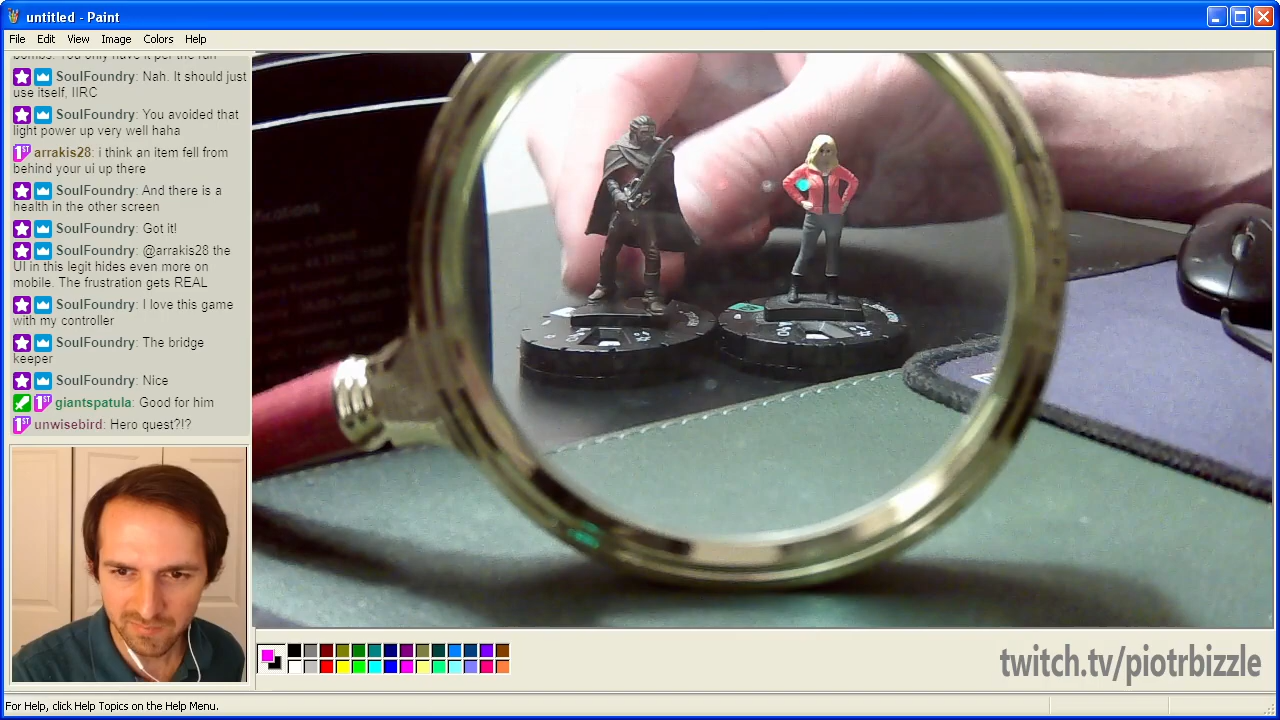 untitled - Paint
File Edit View Image Colors Help
SoulFoundry: Nah. It should just
use itself, IIRC
SoulFoundry: You avoided that
light power up very well haha
1ST arrakis28: i think an item fell from
behind your ui up there
SoulFoundry: And there is a
health in the other screen
SoulFoundry: Got it!
SoulFoundry: @arrakis28 the
UI in this legit hides even more on
mobile. The frustration gets REAL
SoulFoundry: I love this game
with my controller
SoulFoundry: The bridge
keeper
SoulFoundry: Nice
1ST giantspatula: Good for him
1ST unwisebird: Hero quest?!?
twitch.tv/piotrbizzle
For Help, click Help Topics on the Help Menu.